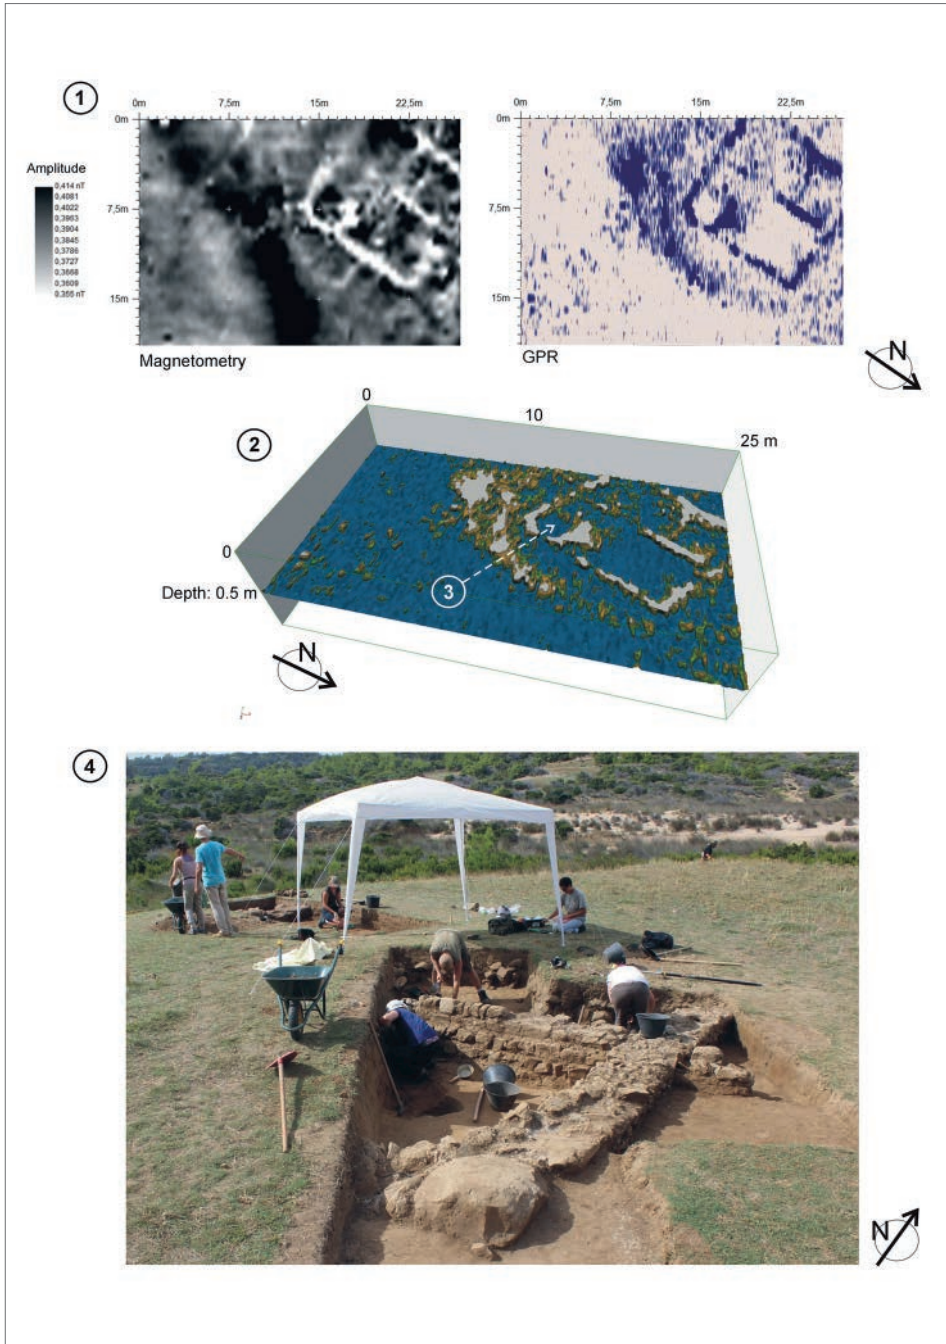 1
0m 7,5m 15m 22,5m
0m 7,5m 15m 22,5m
0m
0m
Amplitude
0,414 nT
0,4081
0,4022
0,3963
0,3904
0,3845
0,3786
0,3727
0,3668
0,3609
0,355 nT
7,5m
7,5m
15m
15m
Magnetometry
GPR
N
0
10
25 m
2
0
3
Depth: 0.5 m
N
4
N